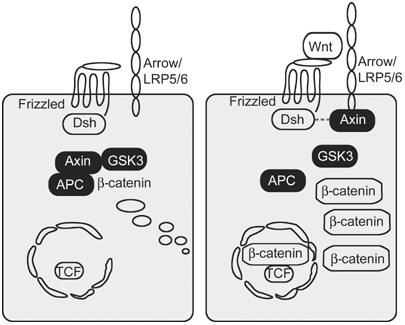 Arrow/
LRP5/6
Frizzled
Dsh
Axin
GSK3
APC
β-catenin
TCF
Wnt
Arrow/
LRP5/6
Frizzled
Dsh
Axin
GSK3
APC
β-catenin
β-catenin
β-catenin
β-catenin
TCF